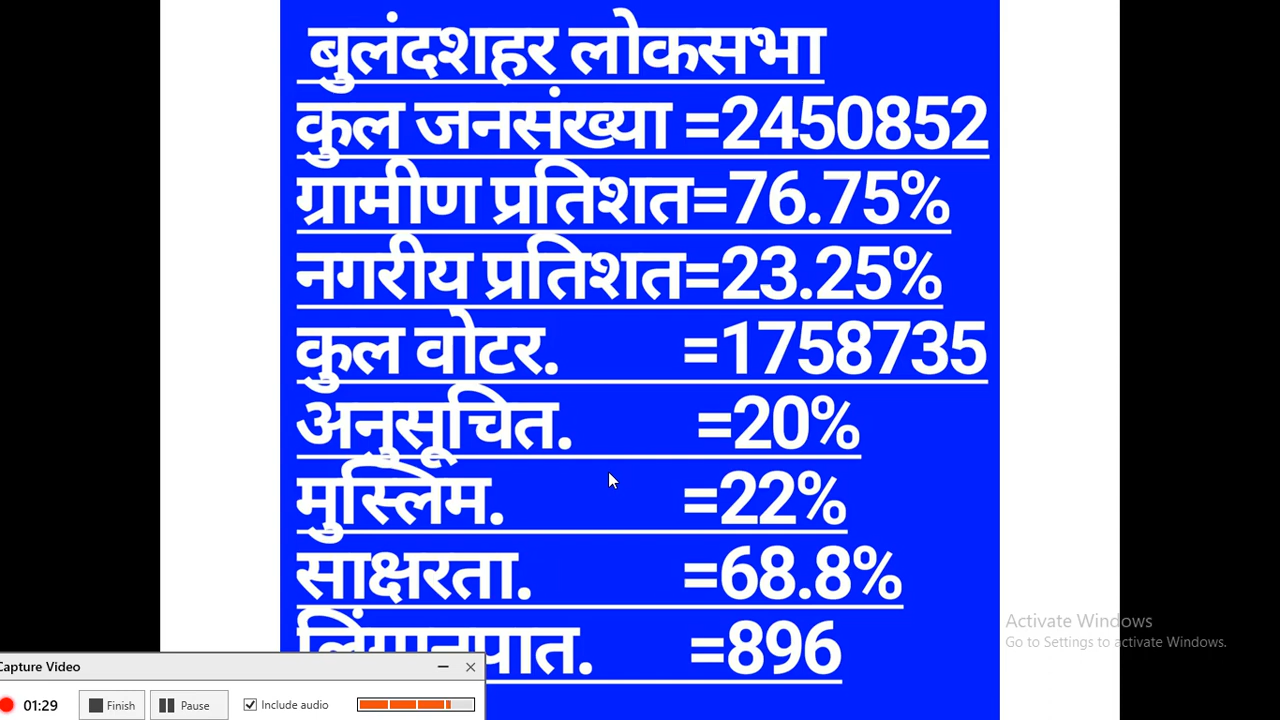 बुलंदशहर लोकसभा
कुल जनसंख्या =2450852
ग्रामीण प्रतिशत=76.75%
नगरीय प्रतिशत=23.25%
कुल वोटर. =1758735
अनुसूचित. =20%
मुस्लिम. =22%
साक्षरता. =68.8%
लिंगानुपात. =896
Activate Windows
Go to Settings to activate Windows.
Capture Video
01:29 Finish Pause Include audio